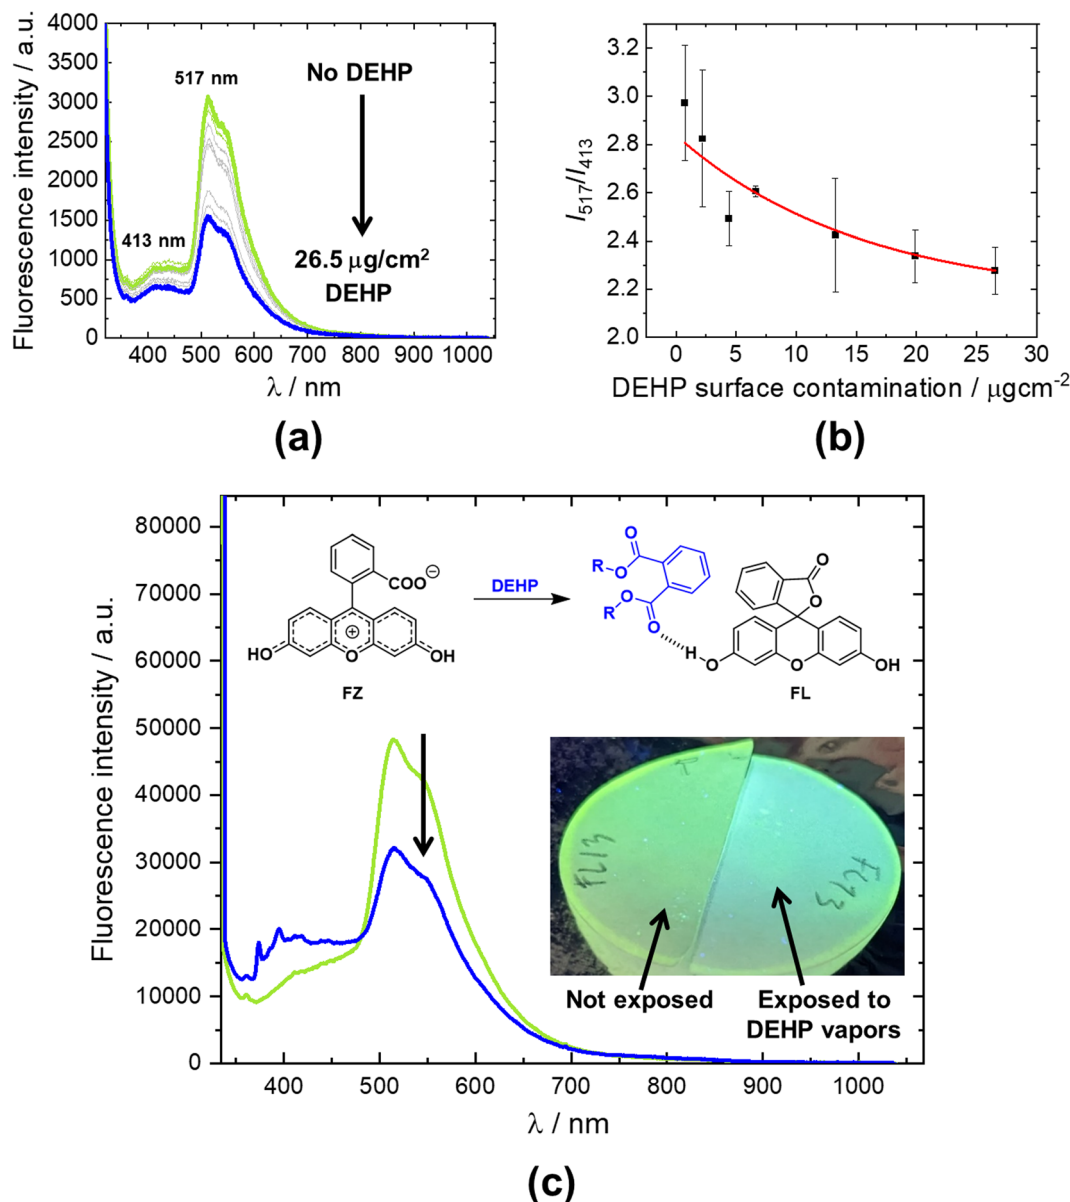 4000
3500
3000
2500
2000
1500
1000
500
0
Fluorescence intensity / a.u.
517 nm
413 nm
No DEHP
26.5 μg/cm²
DEHP
400 500 600 700 800 900 1000
λ / nm
(a)
3.2
3.0
2.8
2.6
2.4
2.2
2.0
I517/I413
0 5 10 15 20 25 30
DEHP surface contamination / μgcm-2
(b)
80000
70000
60000
50000
40000
30000
20000
10000
0
Fluorescence intensity / a.u.
COO⊖
⊕
HO O OH
FZ
DEHP
O
R O
O
R
O
H
O
O
O
O
OH
FL
FL13
FL13
Not exposed
Exposed to
DEHP vapors
400 500 600 700 800 900 1000
λ / nm
(c)